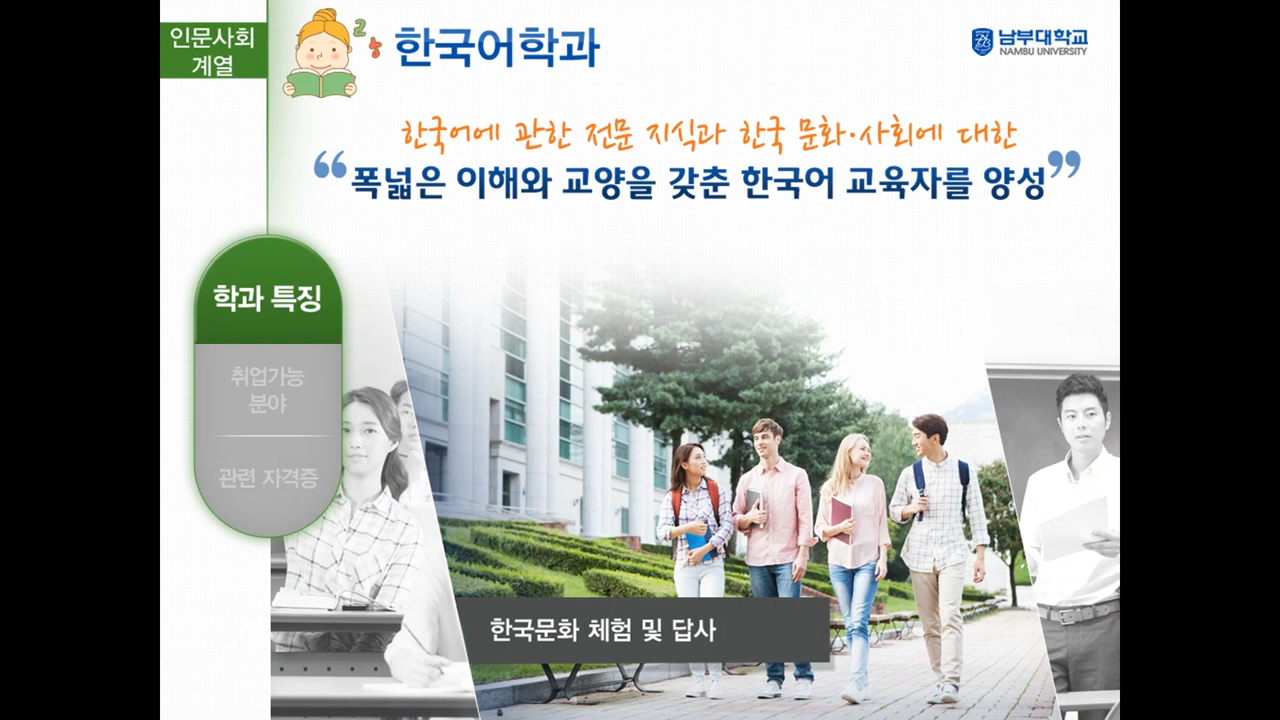 인문사회
계열
한국어학과
남부대학교
NAMBU UNIVERSITY
한국어에 관한 전문 지식과 한국 문화·사회에 대한
“폭넓은 이해와 교양을 갖춘 한국어 교육자를 양성”
학과 특징
취업가능
분야
관련 자격증
한국문화 체험 및 답사